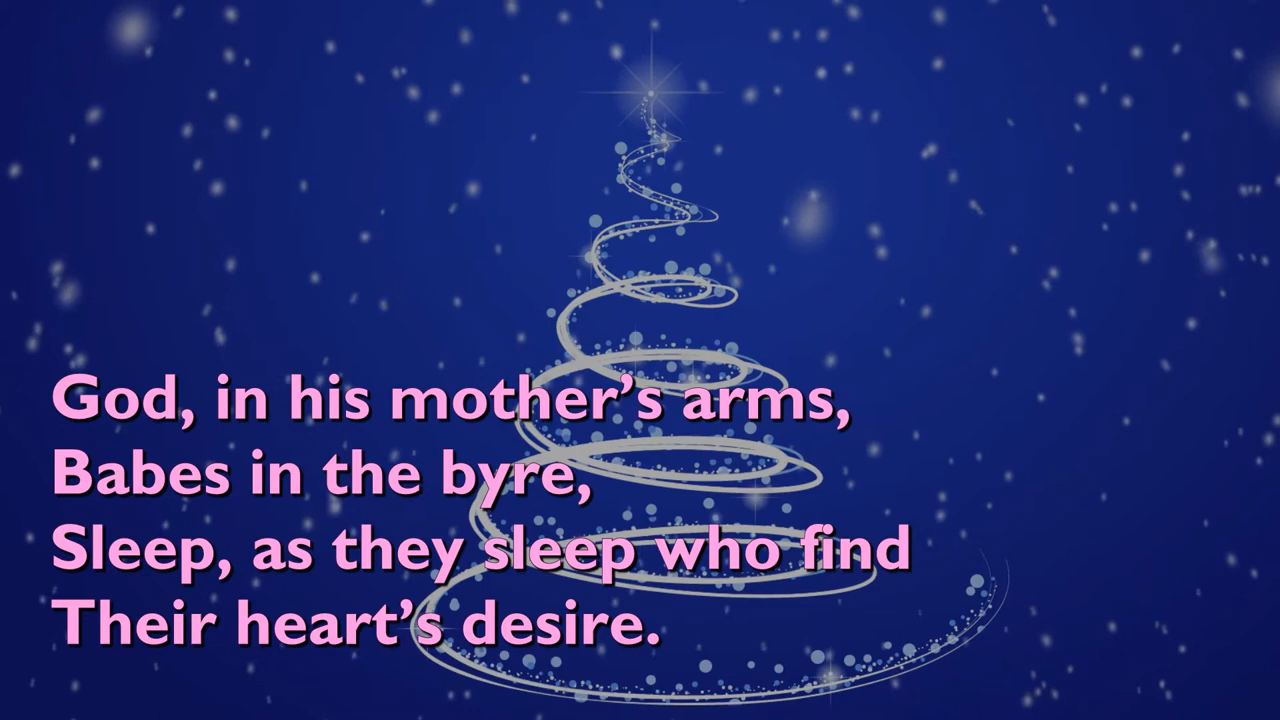 God, in his mother’s arms,
Babes in the byre,
Sleep, as they sleep who find
Their heart’s desire.